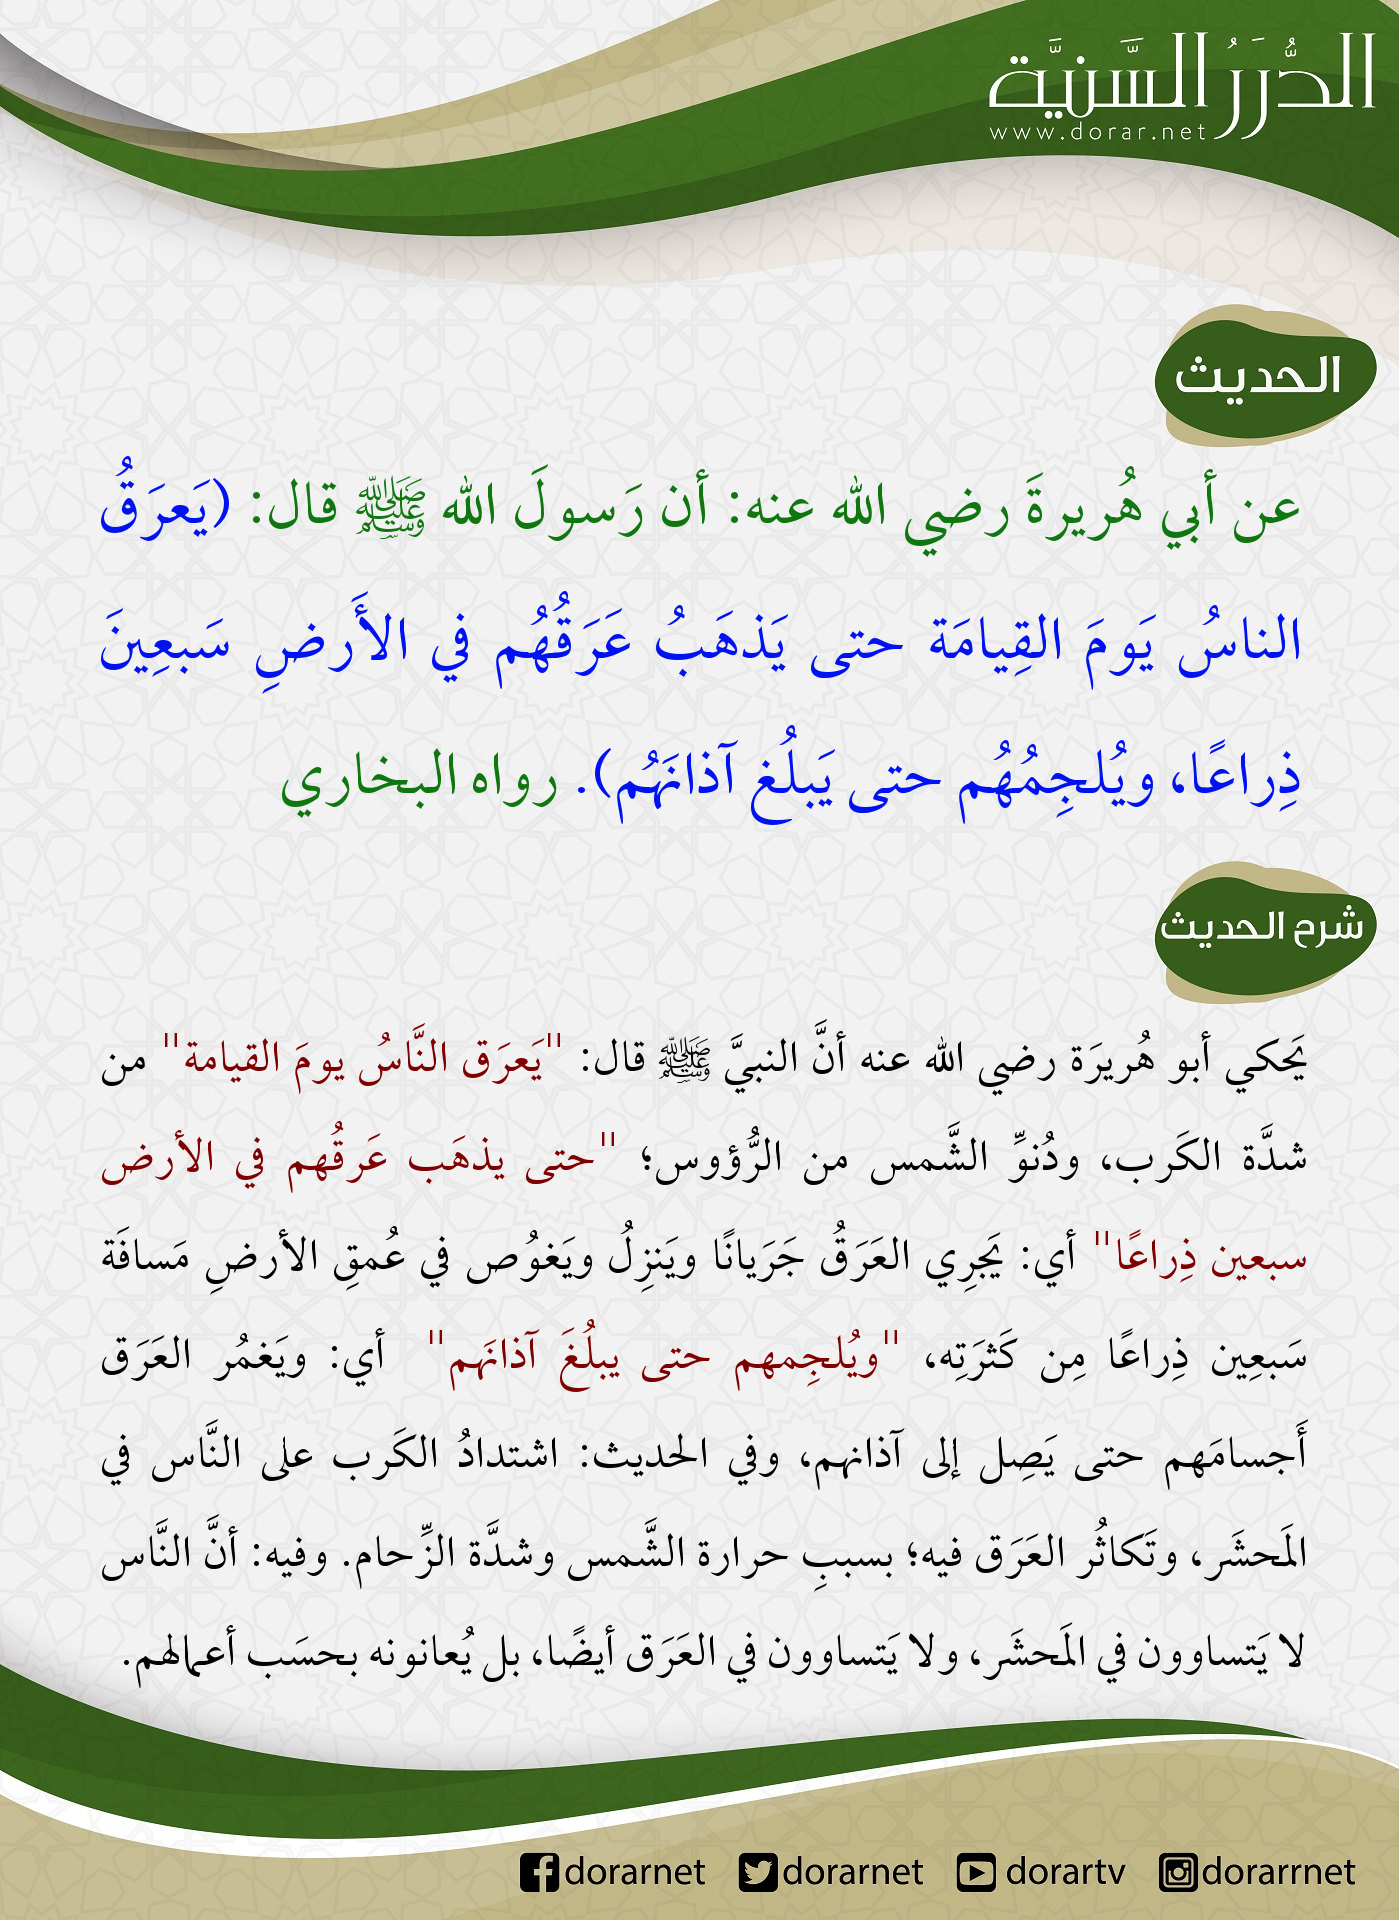 الدُّرَرُ السَّنِيَّة
www.dorar.net
الحديث
عن أبي هُريرةَ رضي الله عنه: أن رَسولَ الله ﷺ قال: (يَعرَقُ
الناسُ يَومَ القِيامَة حتى يَذهَبُ عَرَقُهُم في الأَرضِ سَبعِينَ
ذِراعًا، ويُلجِمُهُم حتى يَبلُغ آذانَهُم). رواه البخاري
شرح الحديث
يَحكي أبو هُريرَة رضي الله عنه أنَّ النبيَّ ﷺ قال: "يَعرَق النَّاسُ يومَ القيامة" من
شدَّة الكَرب، ودُنوِّ الشَّمس من الرُّؤوس؛ "حتى يذهَب عَرقُهم في الأرض
سبعين ذِراعًا" أي: يَجرِي العَرَقُ جَرَيانًا ويَنزِلُ ويَغوُص في عُمقِ الأرضِ مَسافَة
سَبعِين ذِراعًا مِن كَثرَتِه، "ويُلجِمهم حتى يبلُغَ آذانَهم" أي: ويَغمُر العَرَق
أَجسامَهم حتى يَصِل إلى آذانهم، وفي الحديث: اشتدادُ الكَرب على النَّاس في
المَحشَر، وتَكاثُر العَرَق فيه؛ بسببِ حرارة الشَّمس وشدَّة الزِّحام. وفيه: أنَّ النَّاس
لا يَتساوون في المَحشَر، ولا يَتساوون في العَرَق أيضًا، بل يُعانونه بحسَب أعمالهم.
dorarnet dorarnet dorartv dorarrnet